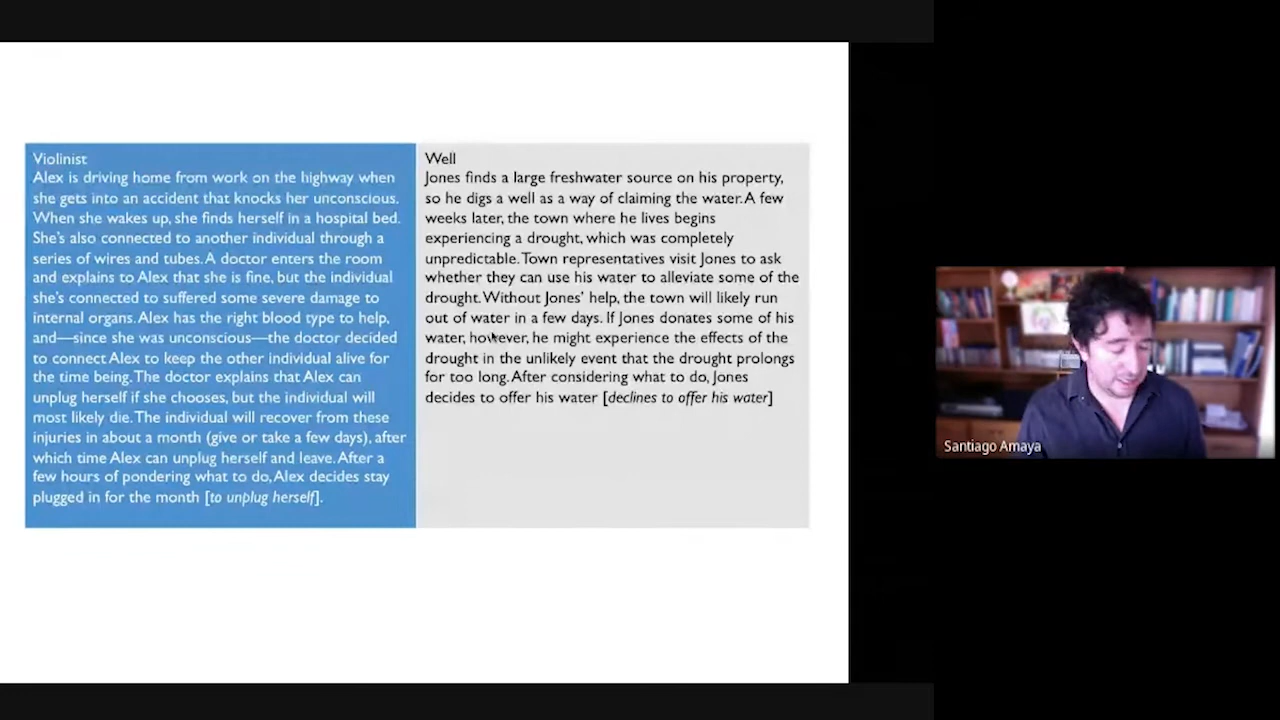 Violinist
Alex is driving home from work on the highway when
she gets into an accident that knocks her unconscious.
When she wakes up, she finds herself in a hospital bed.
She's also connected to another individual through a
series of wires and tubes. A doctor enters the room
and explains to Alex that she is fine, but the individual
she's connected to suffered some severe damage to
internal organs. Alex has the right blood type to help,
and—since she was unconscious—the doctor decided
to connect Alex to keep the other individual alive for
the time being. The doctor explains that Alex can
unplug herself if she chooses, but the individual will
most likely die. The individual will recover from these
injuries in about a month (give or take a few days), after
which time Alex can unplug herself and leave. After a
few hours of pondering what to do, Alex decides stay
plugged in for the month [to unplug herself].
Well
Jones finds a large freshwater source on his property,
so he digs a well as a way of claiming the water. A few
weeks later, the town where he lives begins
experiencing a drought, which was completely
unpredictable. Town representatives visit Jones to ask
whether they can use his water to alleviate some of the
drought. Without Jones' help, the town will likely run
out of water in a few days. If Jones donates some of his
water, however, he might experience the effects of the
drought in the unlikely event that the drought prolongs
for too long. After considering what to do, Jones
decides to offer his water [declines to offer his water]
Santiago Amaya